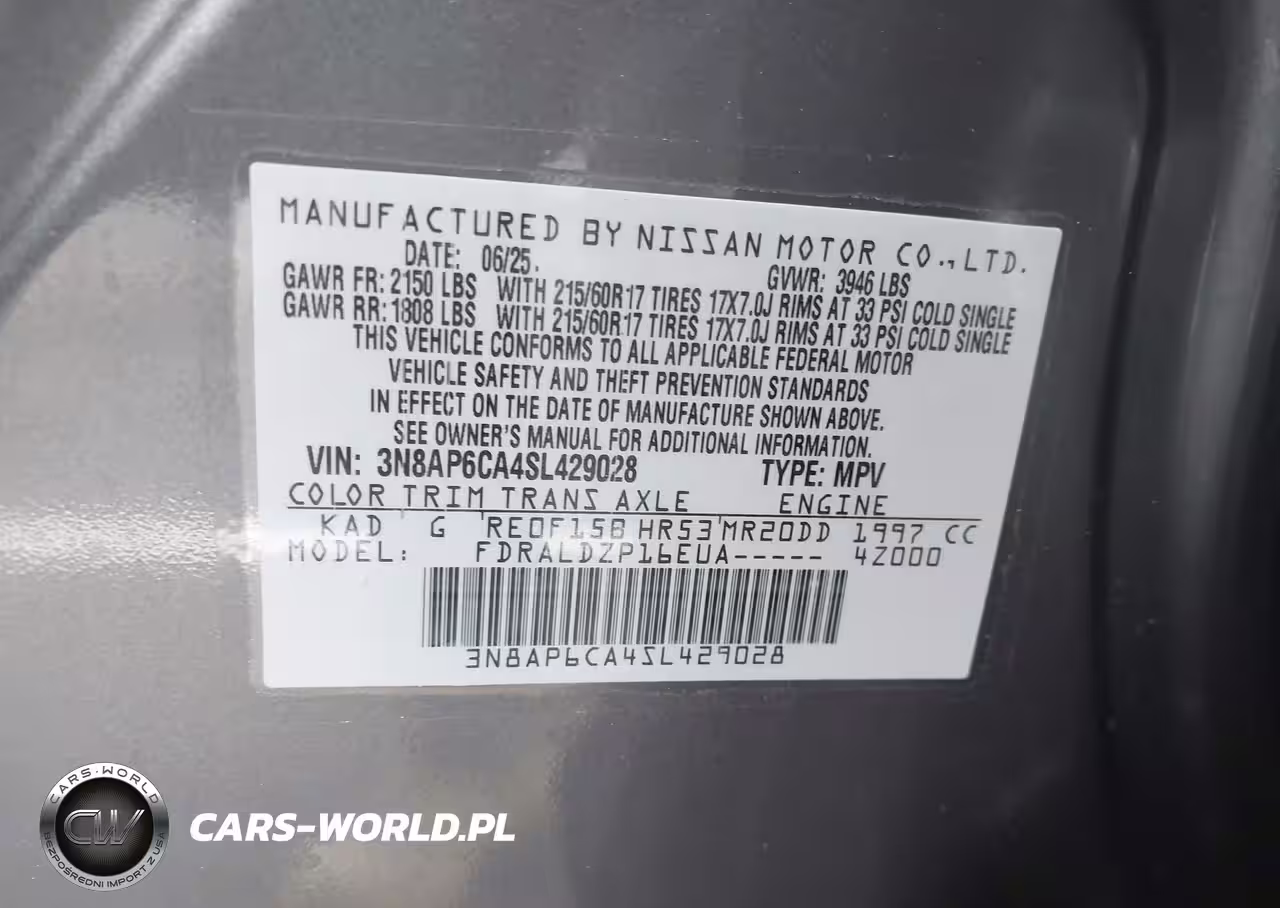 MANUFACTURED BY NISSAN MOTOR CO.,LTD.
DATE: 06/25. GVWR: 3946 LBS
GAWR FR: 2150 LBS WITH 215/60R17 TIRES 17X7.0J RIMS AT 33 PSI COLD SINGLE
GAWR RR: 1808 LBS WITH 215/60R17 TIRES 17X7.0J RIMS AT 33 PSI COLD SINGLE
THIS VEHICLE CONFORMS TO ALL APPLICABLE FEDERAL MOTOR
VEHICLE SAFETY AND THEFT PREVENTION STANDARDS
IN EFFECT ON THE DATE OF MANUFACTURE SHOWN ABOVE.
SEE OWNER'S MANUAL FOR ADDITIONAL INFORMATION.
VIN: 3N8AP6CA4SL429028 TYPE: MPV
COLOR TRIM TRANS AXLE ENGINE
KAD G RE0F15B HR53 MR20DD 1997 CC
MODEL: FDRALDZP16EUA----- 4Z000
3N8AP6CA4SL429028
CARS-WORLD
CW
BEZPOŚREDNI IMPORT Z USA
CARS-WORLD.PL